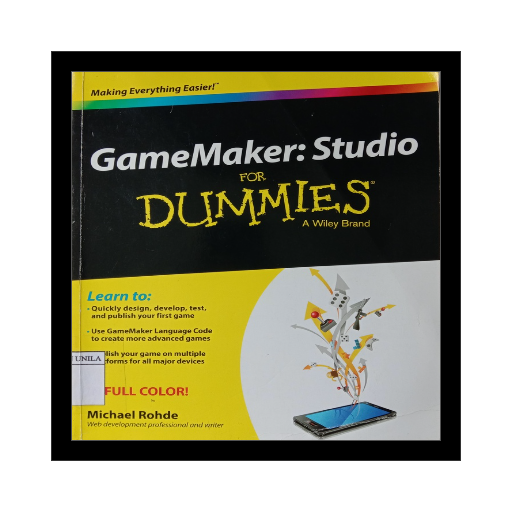 Making Everything Easier!™
GameMaker: Studio
FOR
DUMMIES
A Wiley Brand
Learn to:
• Quickly design, develop, test,
and publish your first game
• Use GameMaker Language Code
to create more advanced games
blish your game on multiple
tforms for all major devices
UNILA
FULL COLOR!
Michael Rohde
Web development professional and writer